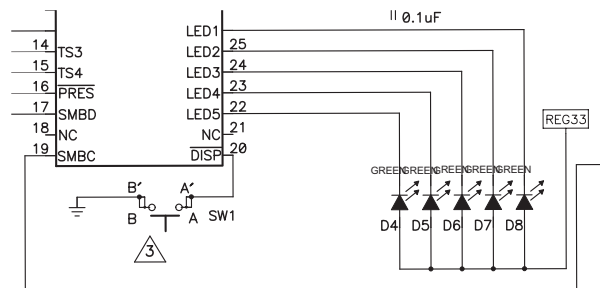 0.1uF
LED1
14 TS3 LED2 25
15 TS4 LED3 24
16 PRES LED4 23
17 SMBD LED5 22
18 NC NC 21
19 SMBC DISP 20
REG33
GREEN GREEN GREEN GREEN GREEN
B' A'
B A SW1
D4 D5 D6 D7 D8
3